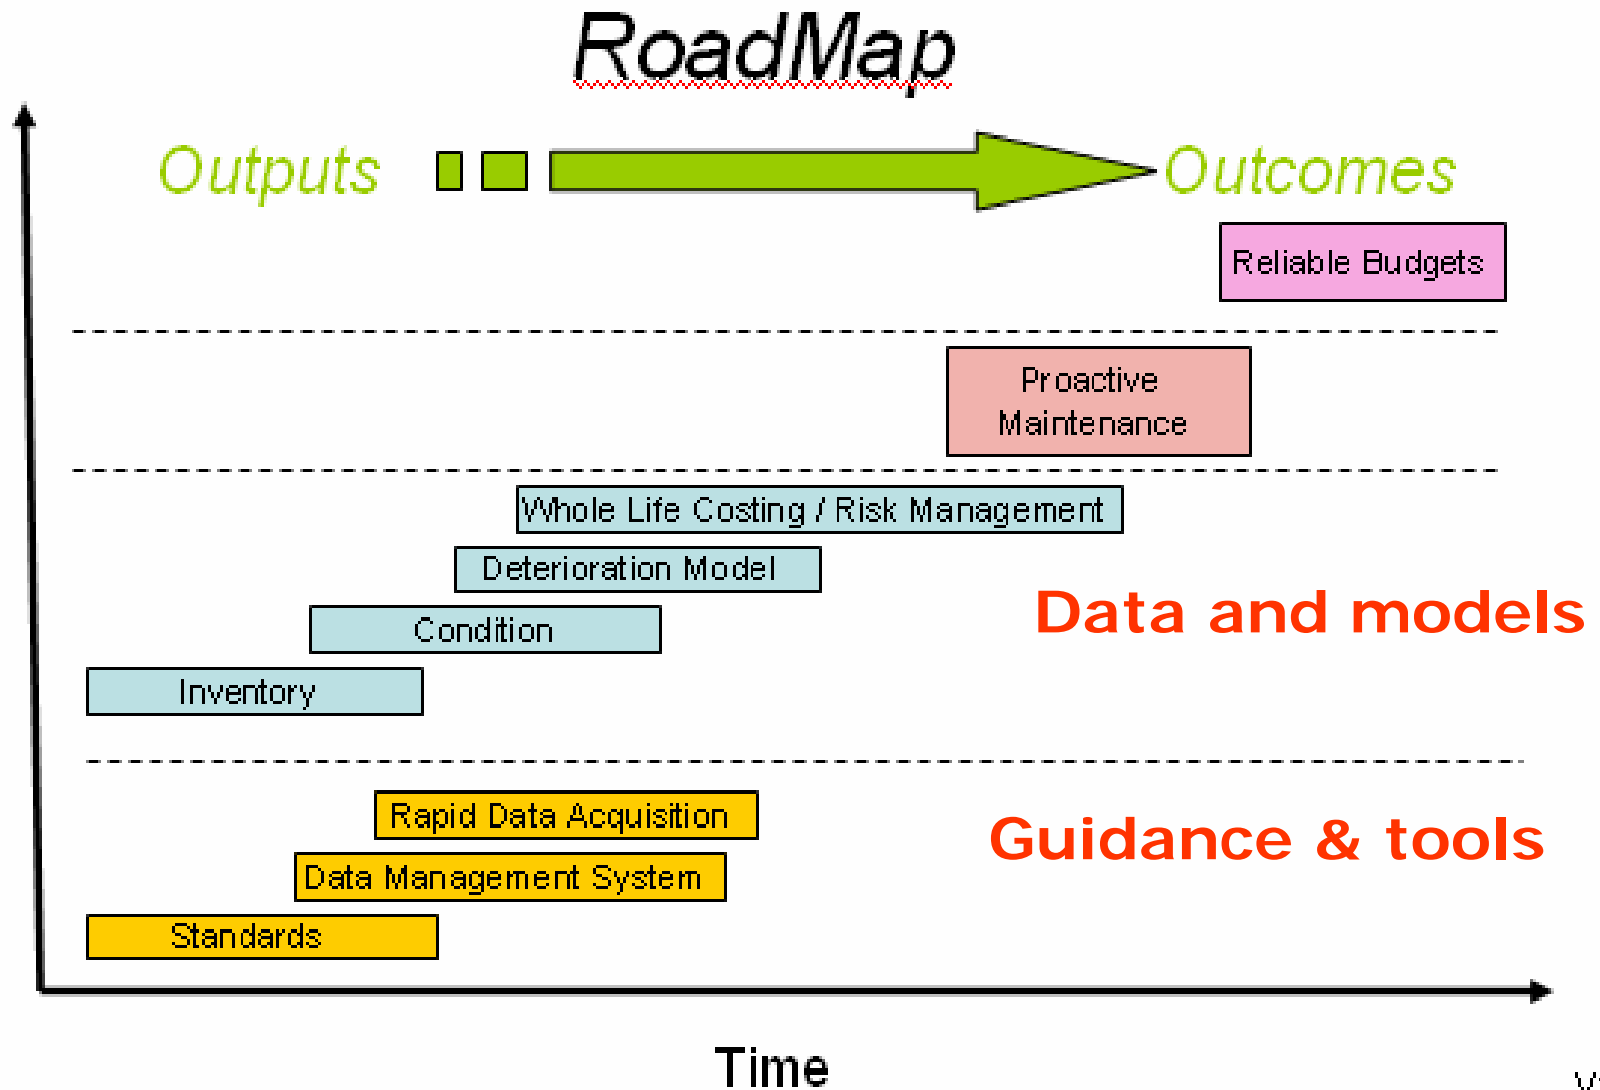 RoadMap
Outputs
Outcomes
Reliable Budgets
Proactive
Maintenance
Whole Life Costing / Risk Management
Deterioration Model
Condition
Data and models
Inventory
Rapid Data Acquisition
Guidance & tools
Data Management System
Standards
Time